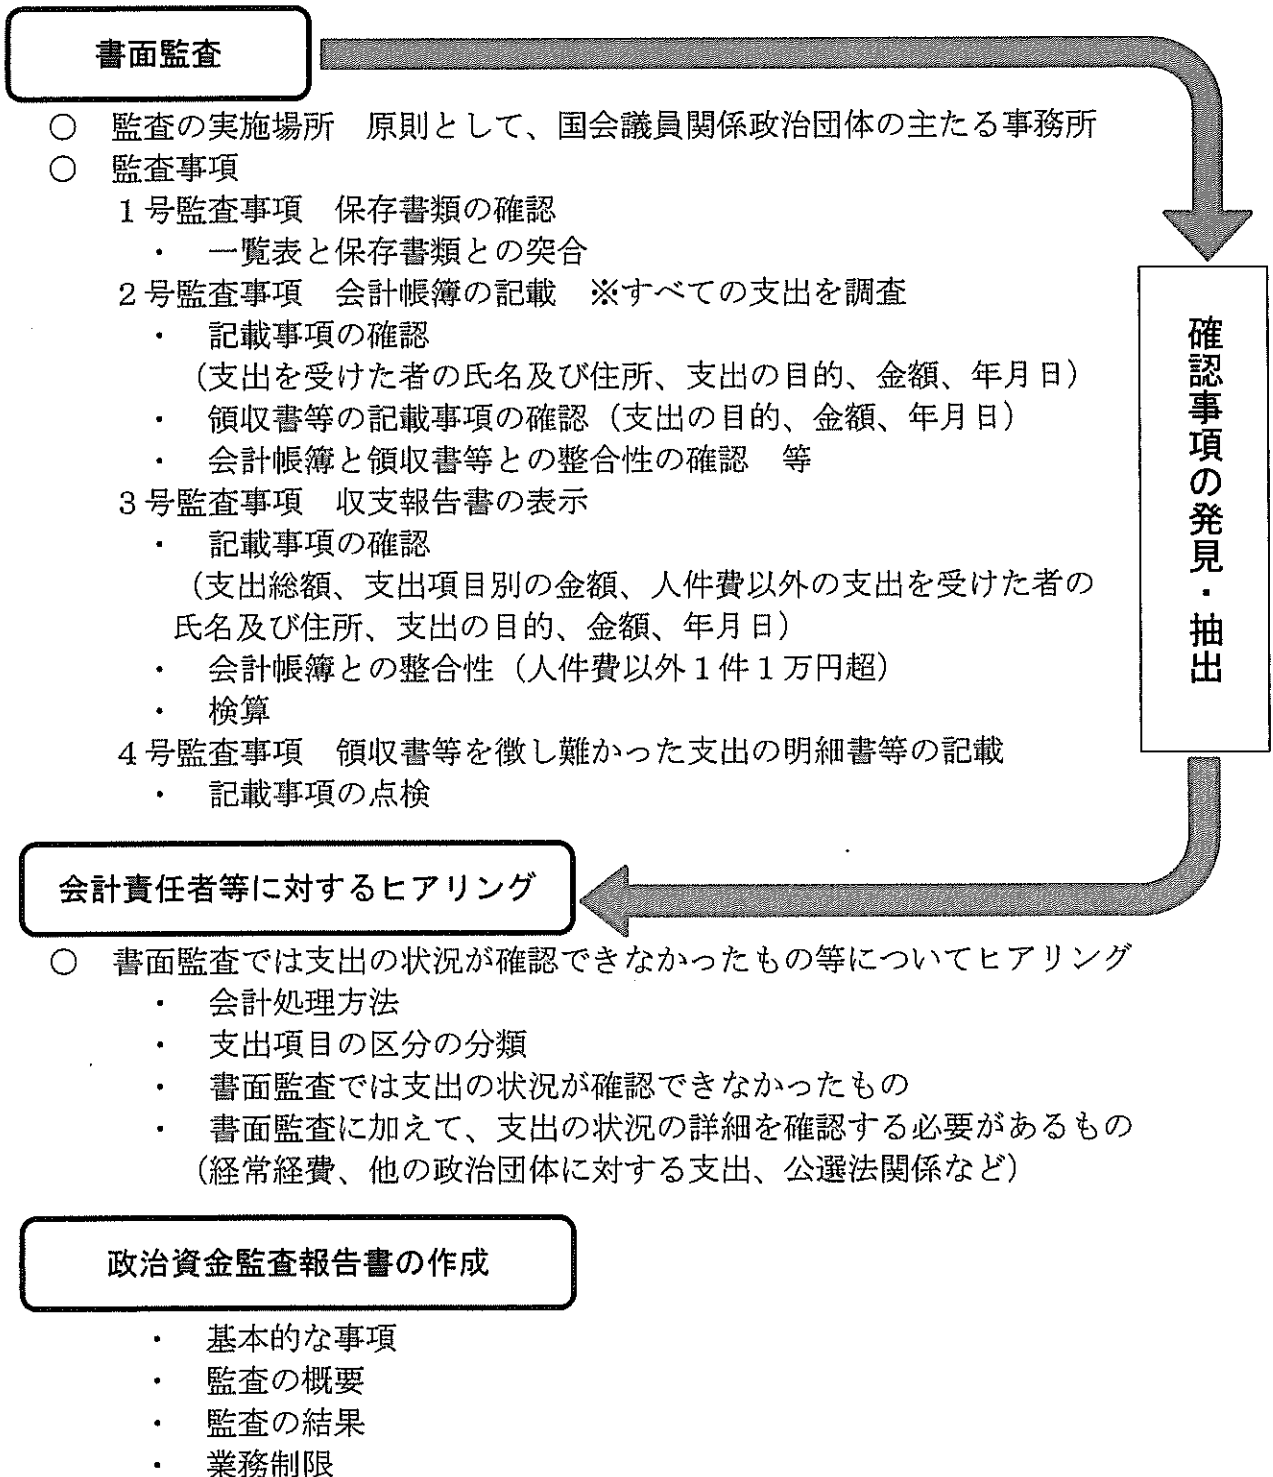 書面監査
○ 監査の実施場所 原則として、国会議員関係政治団体の主たる事務所
○ 監査事項
1号監査事項 保存書類の確認
・ 一覧表と保存書類との突合
2号監査事項 会計帳簿の記載 ※すべての支出を調査
・ 記載事項の確認
（支出を受けた者の氏名及び住所、支出の目的、金額、年月日）
・ 領収書等の記載事項の確認（支出の目的、金額、年月日）
・ 会計帳簿と領収書等との整合性の確認 等
3号監査事項 収支報告書の表示
・ 記載事項の確認
（支出総額、支出項目別の金額、人件費以外の支出を受けた者の
氏名及び住所、支出の目的、金額、年月日）
・ 会計帳簿との整合性（人件費以外1件1万円超）
・ 検算
4号監査事項 領収書等を徴し難かった支出の明細書等の記載
・ 記載事項の点検
確認事項の発見・抽出
会計責任者等に対するヒアリング
○ 書面監査では支出の状況が確認できなかったもの等についてヒアリング
・ 会計処理方法
・ 支出項目の区分の分類
・ 書面監査では支出の状況が確認できなかったもの
・ 書面監査に加えて、支出の状況の詳細を確認する必要があるもの
（経常経費、他の政治団体に対する支出、公選法関係など）
政治資金監査報告書の作成
・ 基本的な事項
・ 監査の概要
・ 監査の結果
・ 業務制限